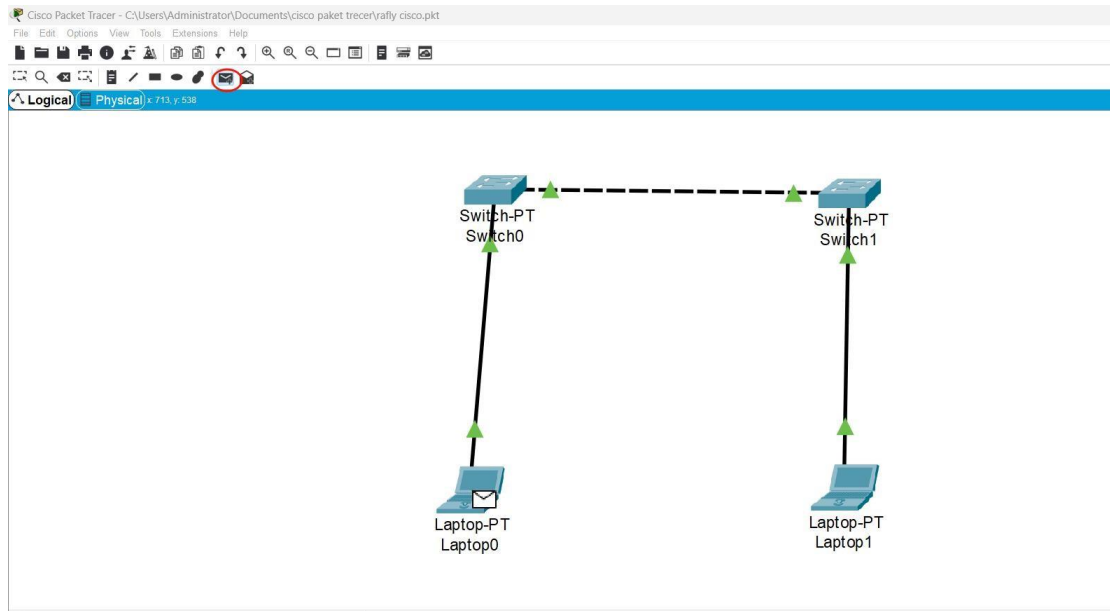 Cisco Packet Tracer - C:\Users\Administrator\Documents\cisco paket trecer\rafly cisco.pkt
File Edit Options View Tools Extensions Help
Logical Physical x: 713, y: 538
Switch-PT
Switch0
Switch-PT
Switch1
Laptop-PT
Laptop0
Laptop-PT
Laptop1